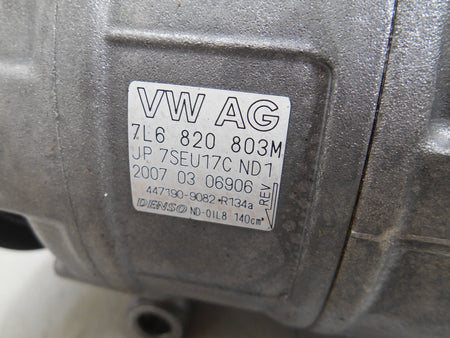 VW AG
7L6 820 803M
JP 7SEU17C ND1
2007 03 06906
447190-9082 R134a
DENSO ND-OIL8 140cm³
REV